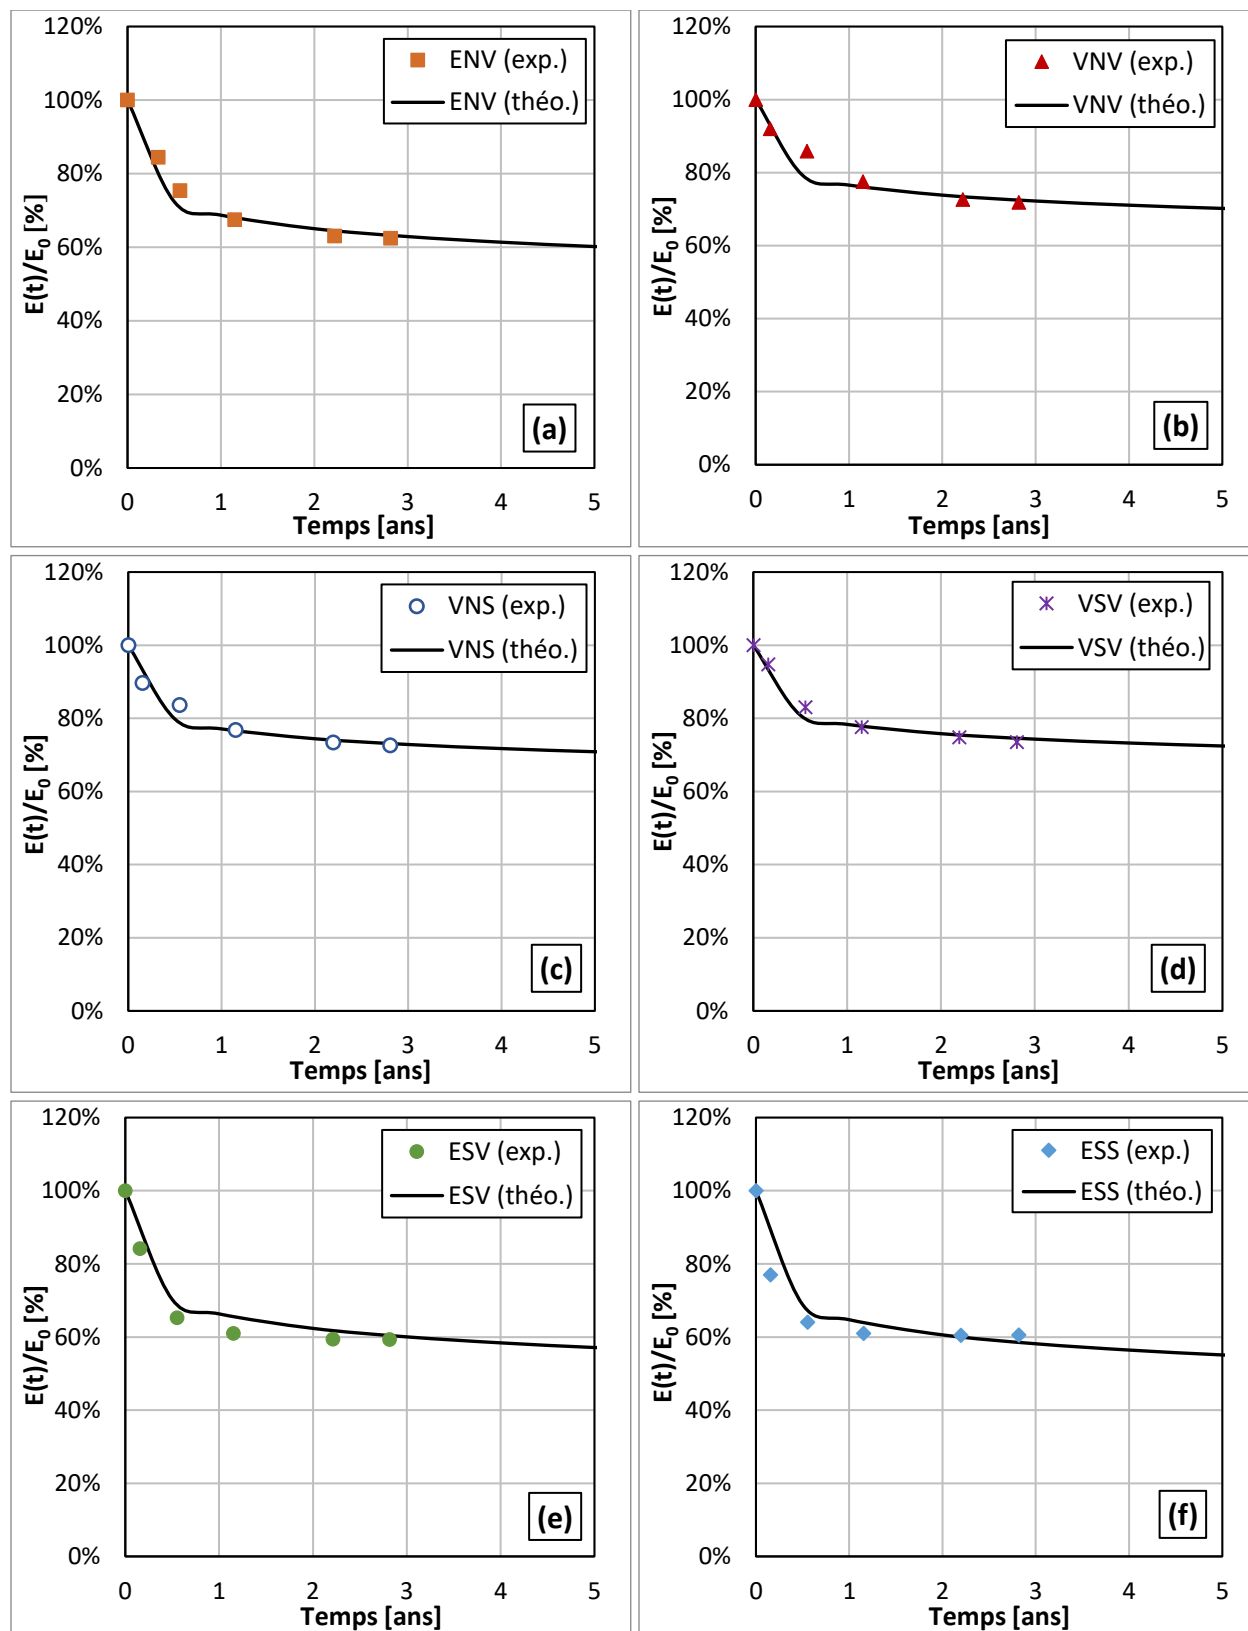 120%
100%
80%
60%
40%
20%
0%
E(t)/E0 [%]
ENV (exp.)
ENV (théo.)
(a)
0 1 2 3 4 5
Temps [ans]
120%
100%
80%
60%
40%
20%
0%
E(t)/E0 [%]
VNV (exp.)
VNV (théo.)
(b)
0 1 2 3 4 5
Temps [ans]
120%
100%
80%
60%
40%
20%
0%
E(t)/E0 [%]
VNS (exp.)
VNS (théo.)
(c)
0 1 2 3 4 5
Temps [ans]
120%
100%
80%
60%
40%
20%
0%
E(t)/E0 [%]
VSV (exp.)
VSV (théo.)
(d)
0 1 2 3 4 5
Temps [ans]
120%
100%
80%
60%
40%
20%
0%
E(t)/E0 [%]
ESV (exp.)
ESV (théo.)
(e)
0 1 2 3 4 5
Temps [ans]
120%
100%
80%
60%
40%
20%
0%
E(t)/E0 [%]
ESS (exp.)
ESS (théo.)
(f)
0 1 2 3 4 5
Temps [ans]